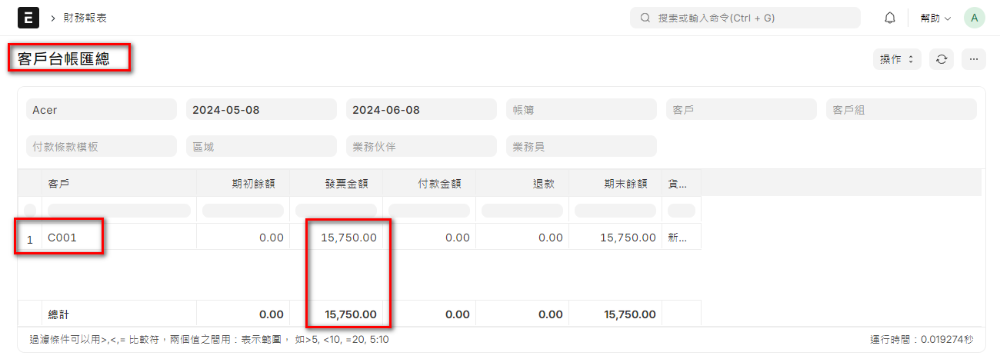 E > 財務報表 搜索或輸入命令(Ctrl + G) 幫助 A
客戶台帳匯總 操作 ...
Acer 2024-05-08 2024-06-08 帳簿 客戶 客戶組
付款條款模板 區域 業務伙伴 業務員
客戶 期初餘額 發票金額 付款金額 退款 期末餘額 貨...
1 C001 0.00 15,750.00 0.00 0.00 15,750.00 新...
總計 0.00 15,750.00 0.00 0.00 15,750.00
過濾條件可以用>,<,= 比較符，兩個值之間用：表示範圍， 如>5, <10, =20, 5:10 運行時間：0.019274秒